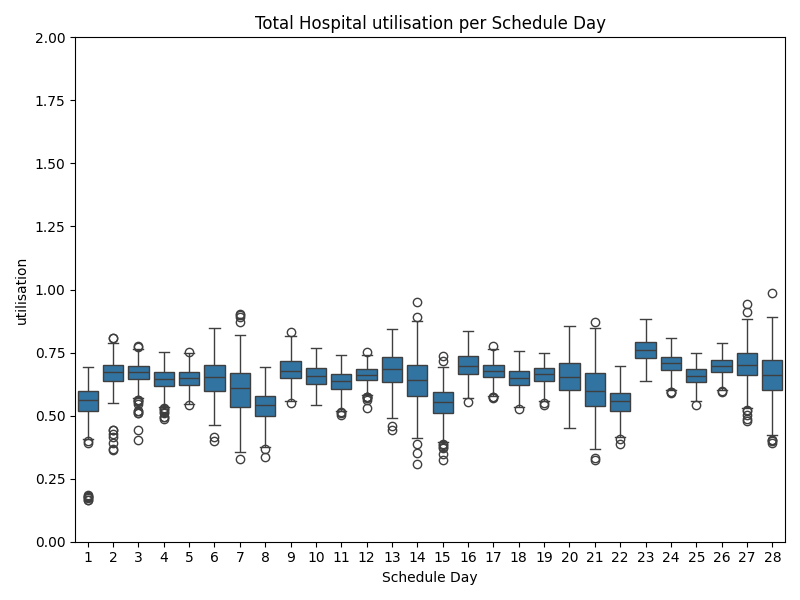 Total Hospital utilisation per Schedule Day
2.00
1.75
1.50
1.25
1.00
0.75
0.50
0.25
0.00
utilisation
1 2 3 4 5 6 7 8 9 10 11 12 13 14 15 16 17 18 19 20 21 22 23 24 25 26 27 28
Schedule Day